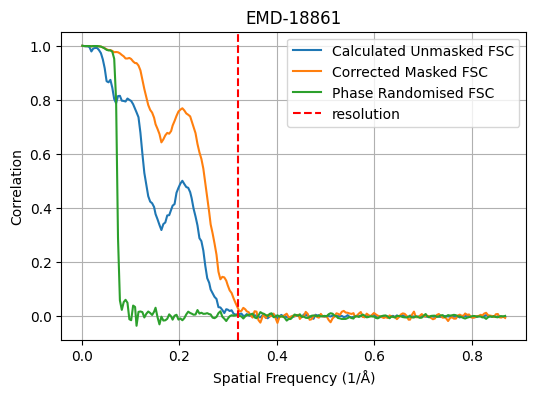 EMD-18861
Calculated Unmasked FSC
Corrected Masked FSC
Phase Randomised FSC
resolution
Correlation
1.0
0.8
0.6
0.4
0.2
0.0
0.0 0.2 0.4 0.6 0.8
Spatial Frequency (1/Å)